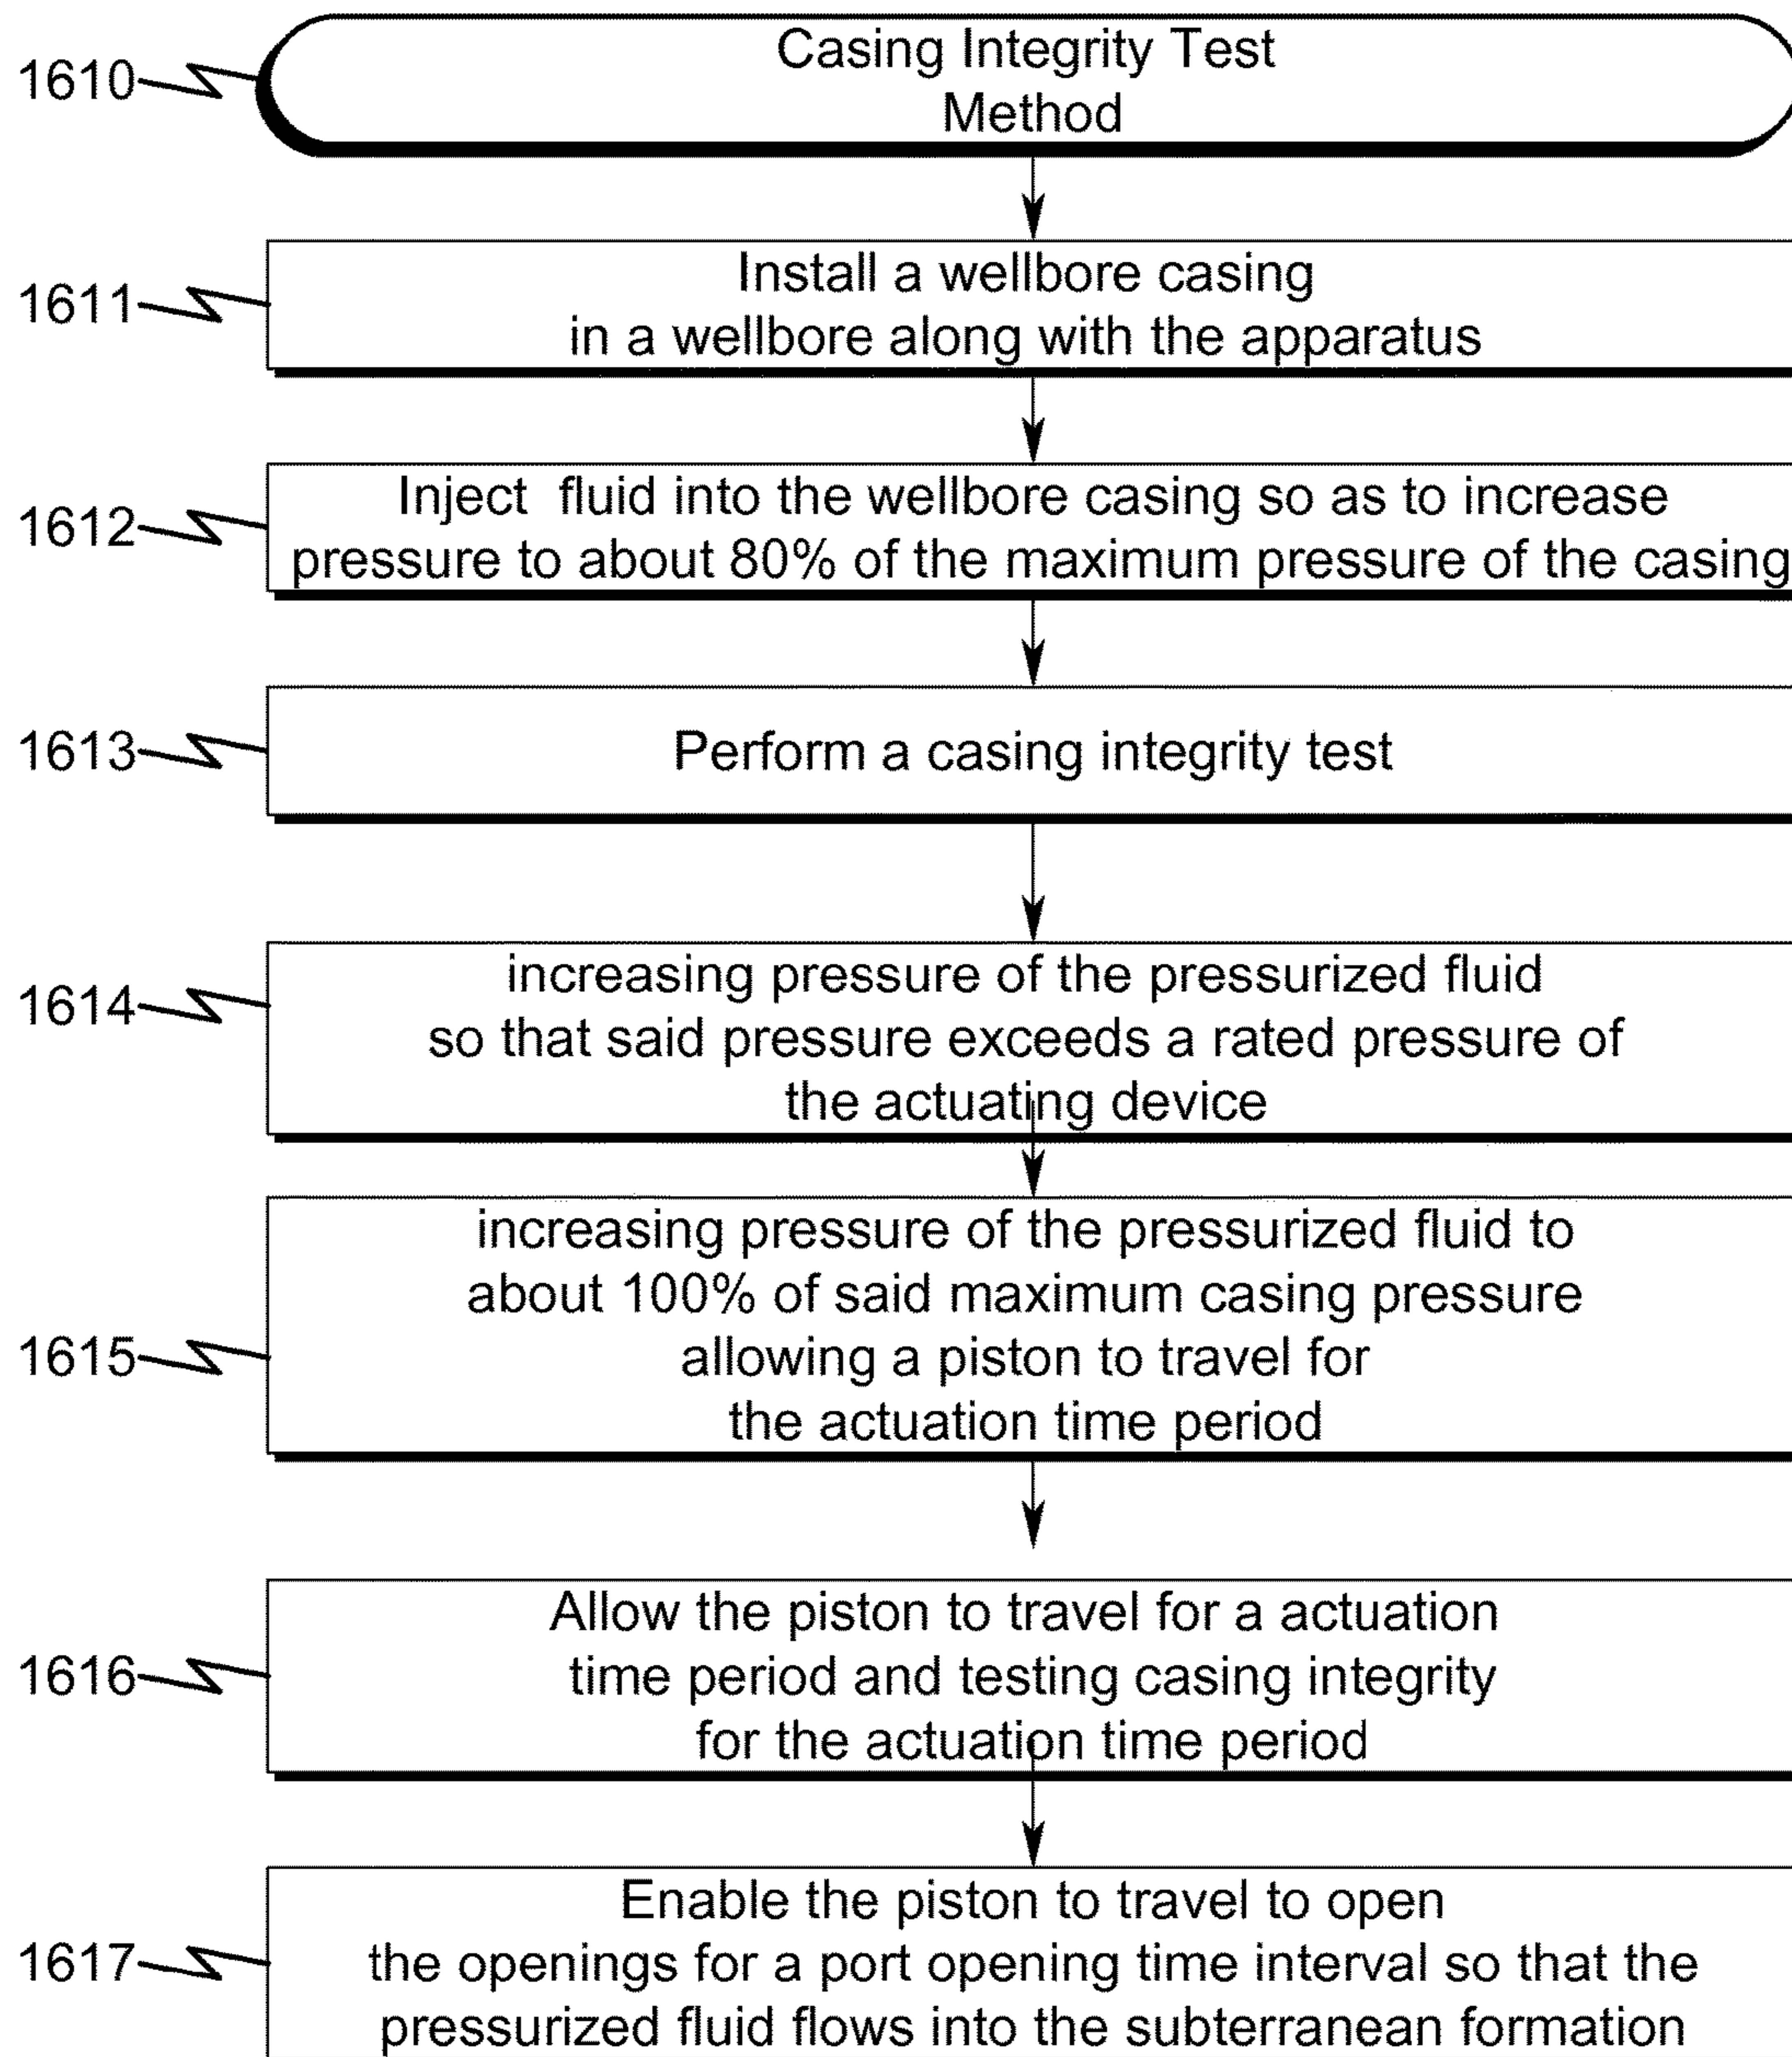 1610
Casing Integrity Test
Method
1611
Install a wellbore casing
in a wellbore along with the apparatus
1612
Inject fluid into the wellbore casing so as to increase
pressure to about 80% of the maximum pressure of the casing
1613
Perform a casing integrity test
1614
increasing pressure of the pressurized fluid
so that said pressure exceeds a rated pressure of
the actuating device
1615
increasing pressure of the pressurized fluid to
about 100% of said maximum casing pressure
allowing a piston to travel for
the actuation time period
1616
Allow the piston to travel for a actuation
time period and testing casing integrity
for the actuation time period
1617
Enable the piston to travel to open
the openings for a port opening time interval so that the
pressurized fluid flows into the subterranean formation